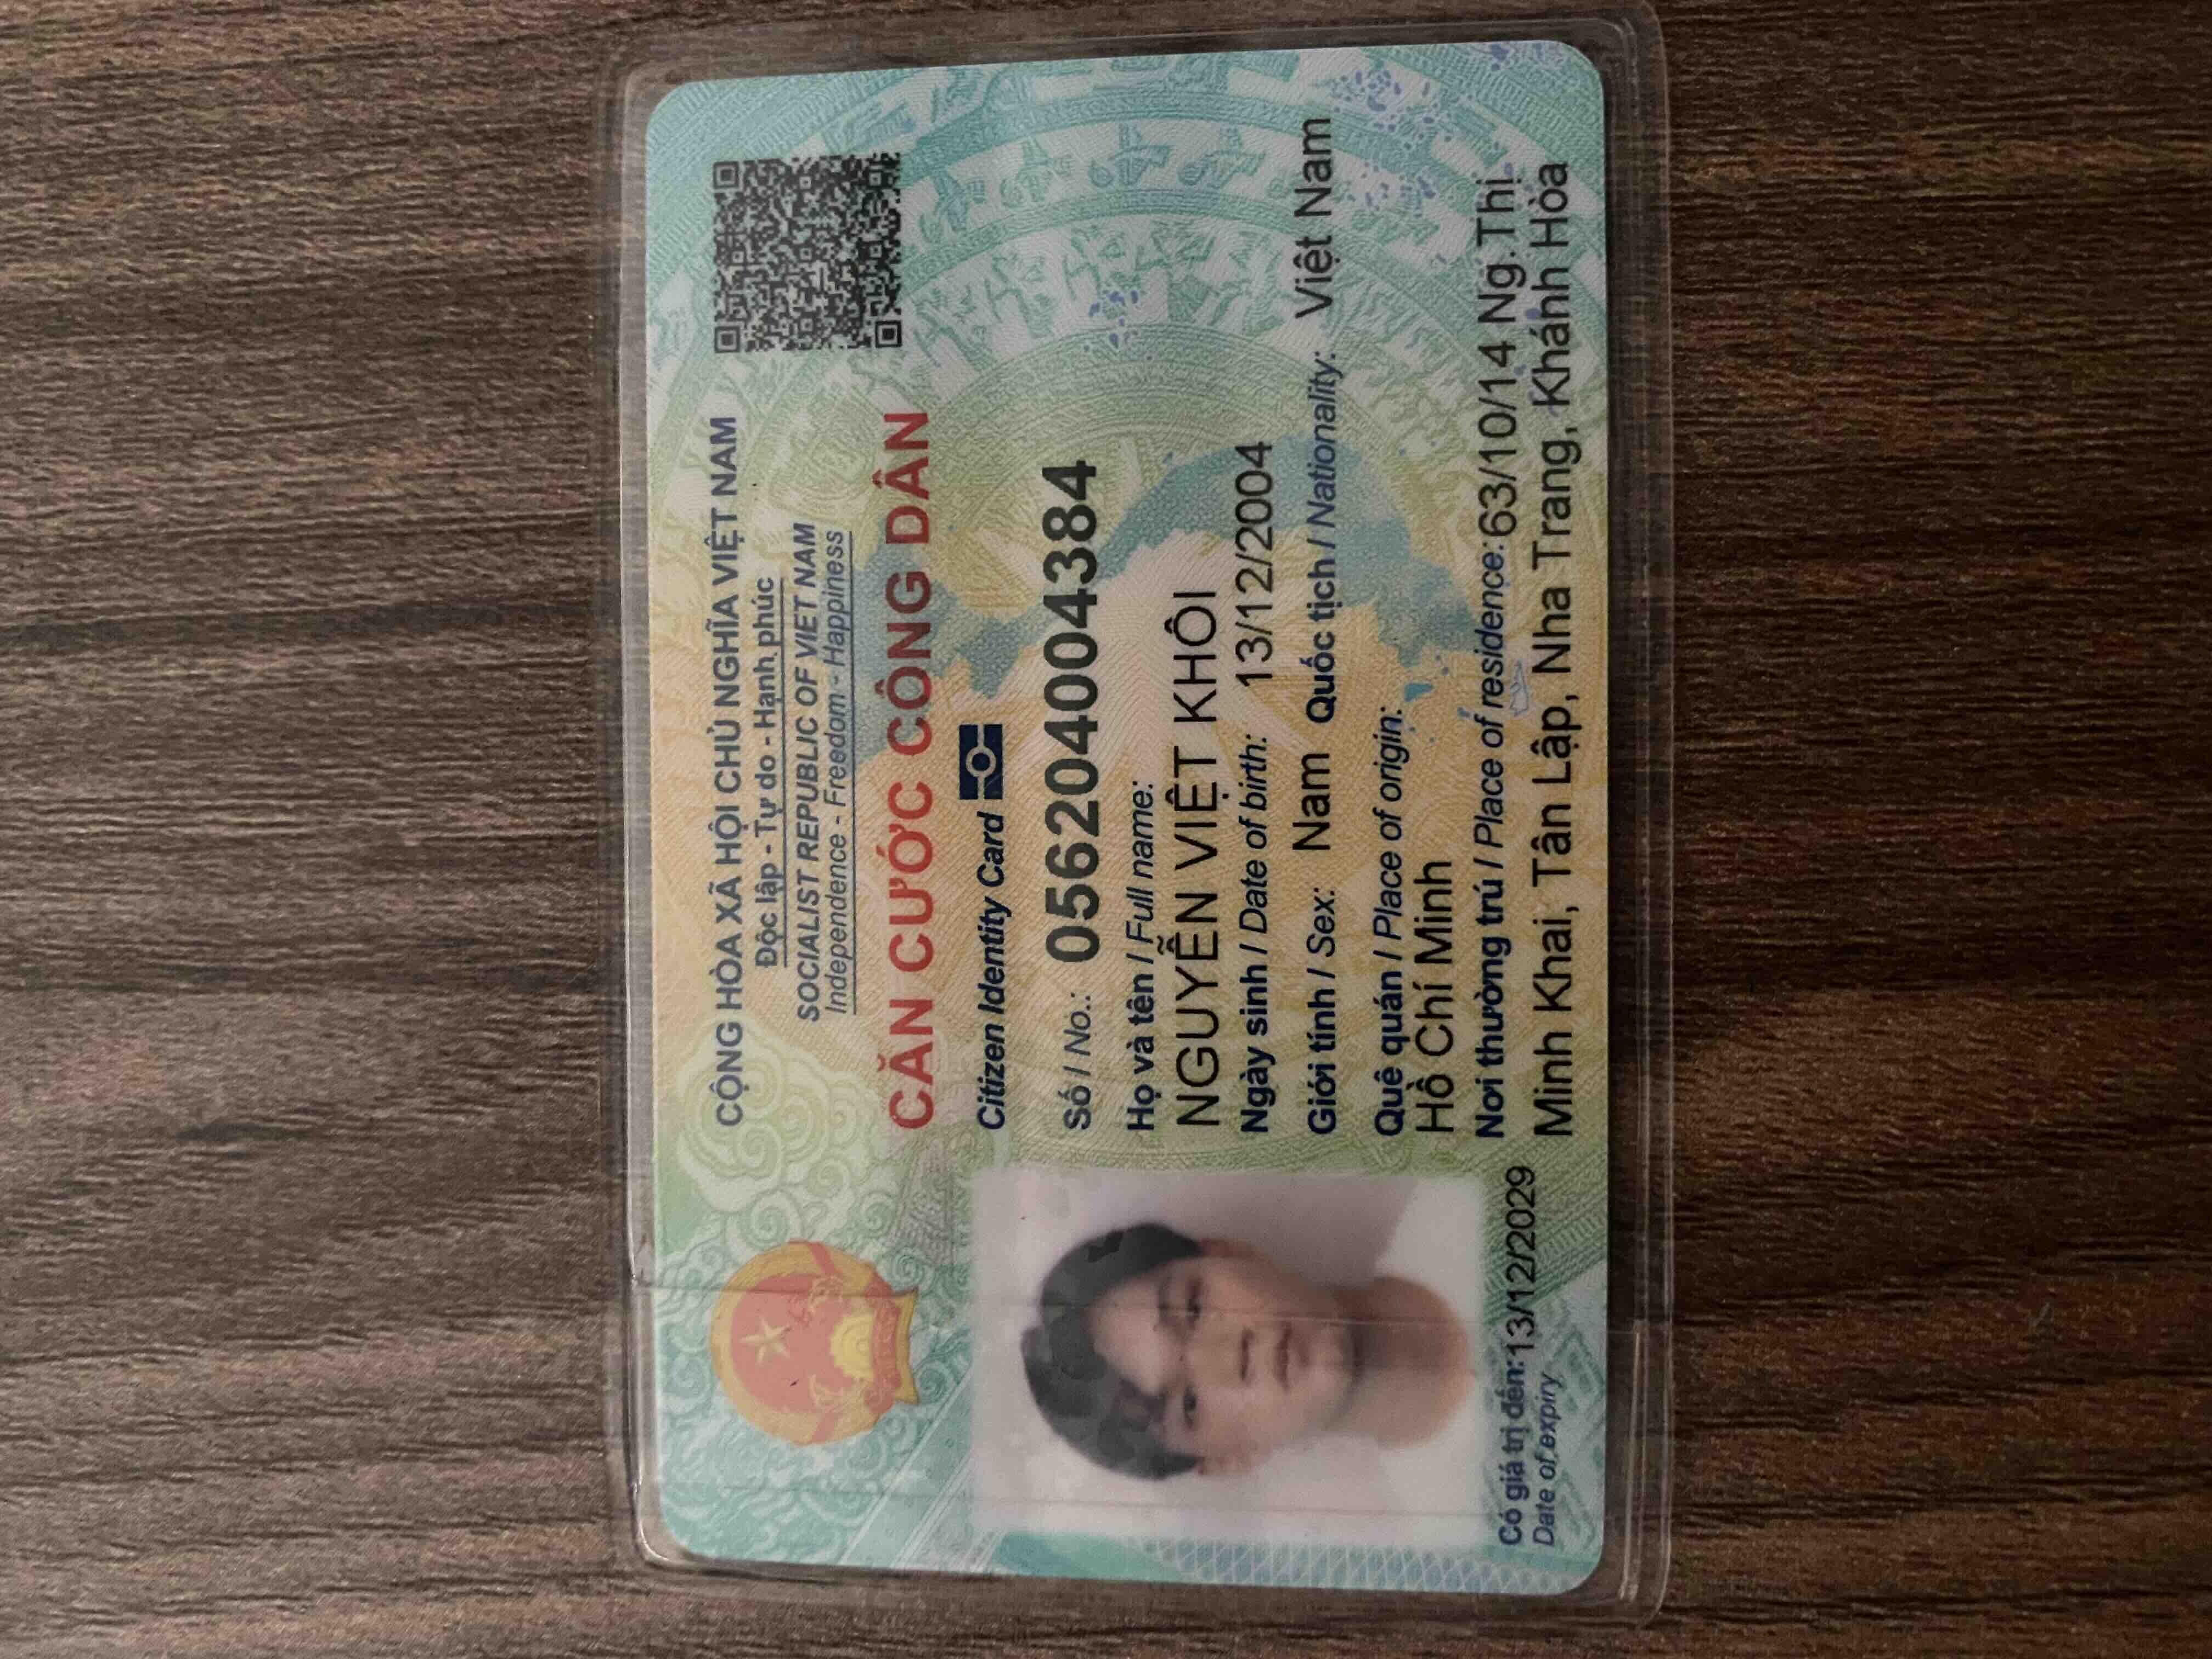 CỘNG HÒA XÃ HỘI CHỦ NGHĨA VIỆT NAM
Độc lập - Tự do - Hạnh phúc
SOCIALIST REPUBLIC OF VIET NAM
Independence - Freedom - Happiness
CĂN CƯỚC CÔNG DÂN
Citizen Identity Card
Số / No.: 056204004384
Họ và tên / Full name:
NGUYỄN VIỆT KHÔI
Ngày sinh / Date of birth: 13/12/2004
Giới tính / Sex: Nam Quốc tịch / Nationality: Việt Nam
Quê quán / Place of origin:
Hồ Chí Minh
Nơi thường trú / Place of residence: 63/10/14 Ng.Thị
Minh Khai, Tân Lập, Nha Trang, Khánh Hòa
Có giá trị đến: 13/12/2029
Date of expiry